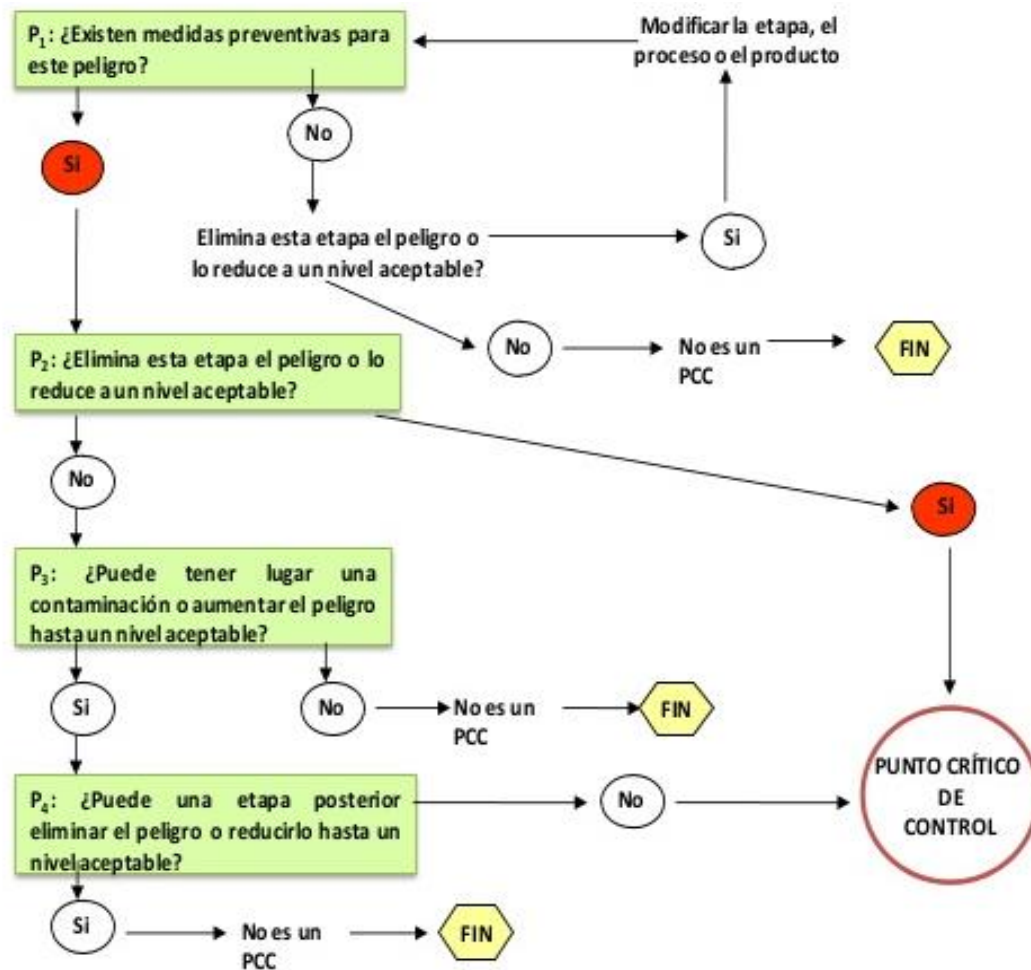 P1: ¿Existen medidas preventivas para
este peligro?
Modificar la etapa, el
proceso o el producto
No
Si
Elimina esta etapa el peligro o
lo reduce a un nivel aceptable?
Si
P2: ¿Elimina esta etapa el peligro o lo
reduce a un nivel aceptable?
No
No es un
PCC
FIN
No
Si
P3: ¿Puede tener lugar una
contaminación o aumentar el peligro
hasta un nivel aceptable?
Si
No
No es un
PCC
FIN
PUNTO CRÍTICO
DE
CONTROL
P4: ¿Puede una etapa posterior
eliminar el peligro o reducirlo hasta un
nivel aceptable?
No
Si
No es un
PCC
FIN